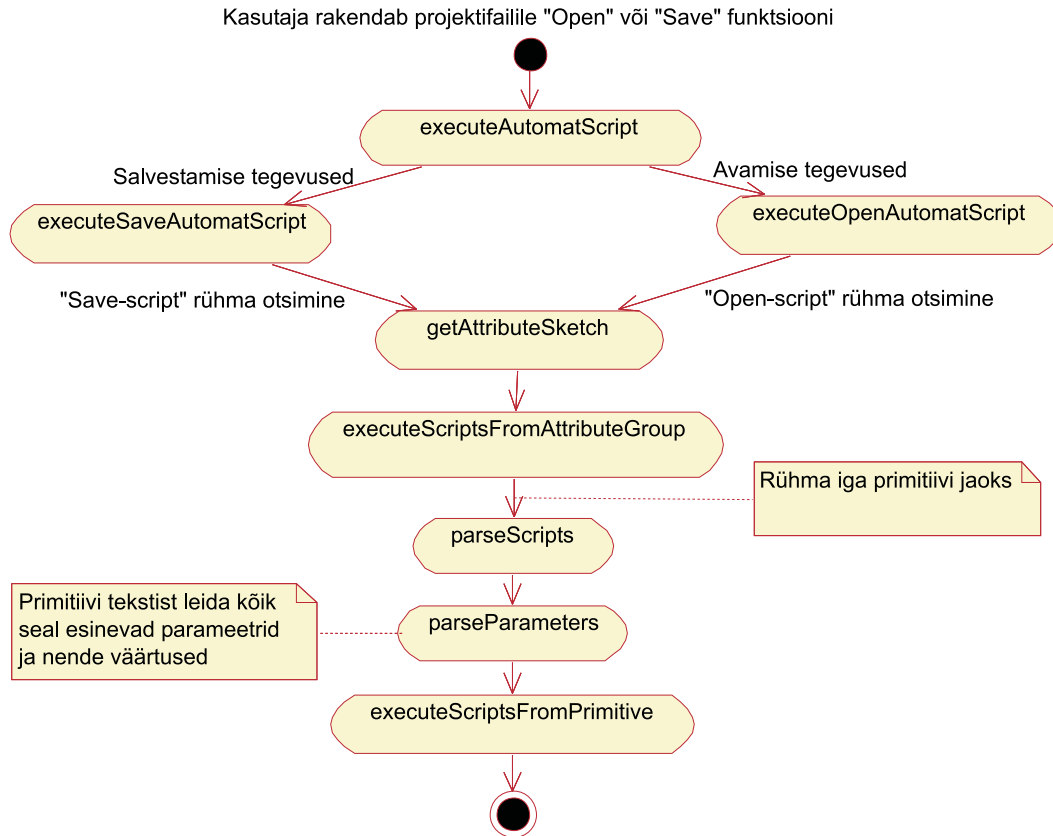 Kasutaja rakendab projektifailile "Open" või "Save" funktsiooni
executeAutomatScript
Salvestamise tegevused
Avamise tegevused
executeSaveAutomatScript
executeOpenAutomatScript
"Save-script" rühma otsimine
"Open-script" rühma otsimine
getAttributeSketch
executeScriptsFromAttributeGroup
Rühma iga primitiivi jaoks
parseScripts
Primitiivi tekstist leida kõik
seal esinevad parameetrid
ja nende väärtused
parseParameters
executeScriptsFromPrimitive